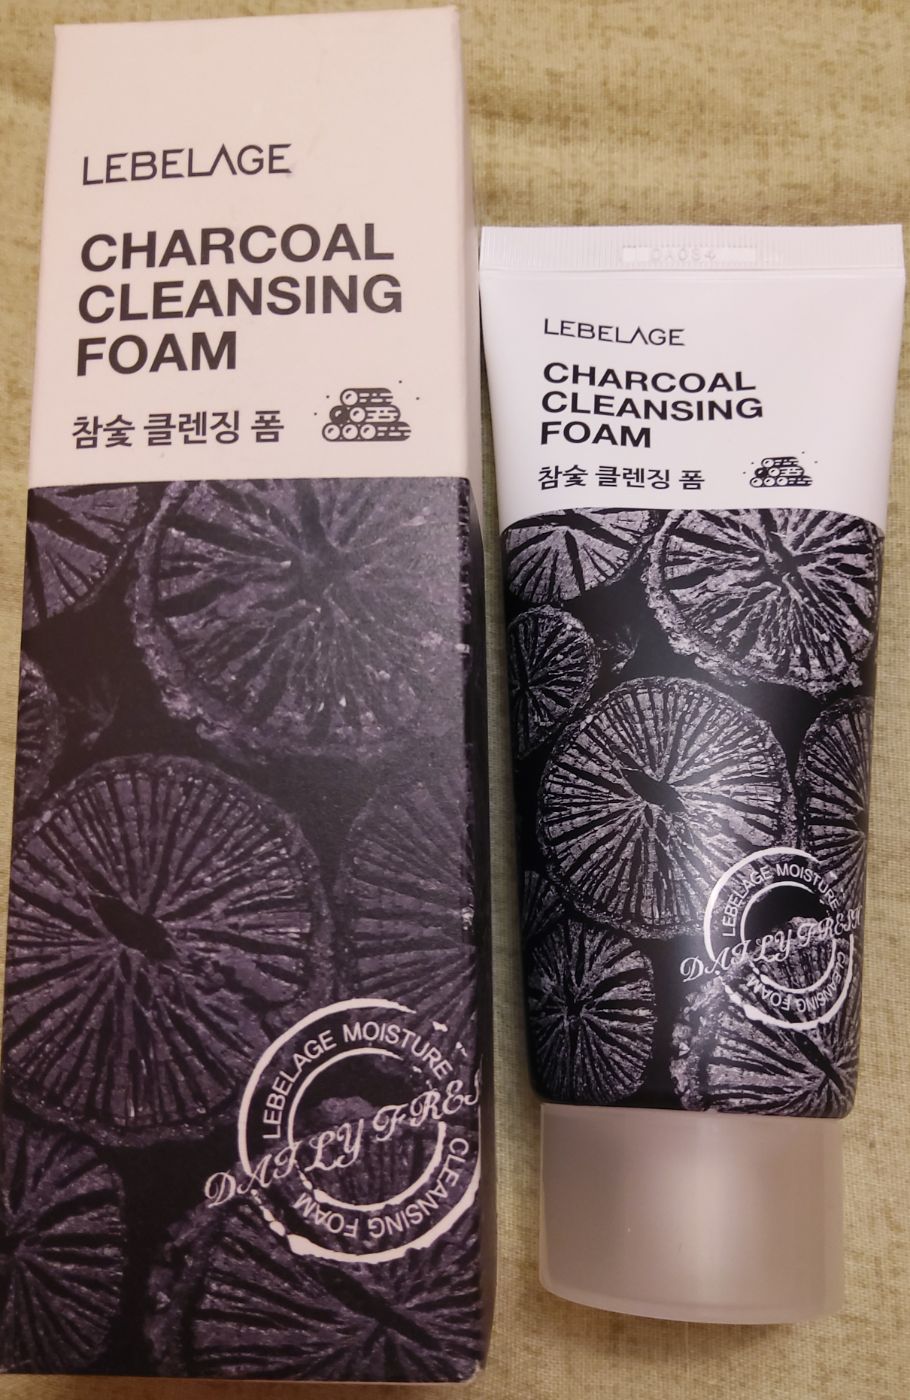 LEBELAGE
CHARCOAL
CLEANSING
FOAM
참숯 클렌징 폼
LEBELAGE MOISTURE
DAILY FRES
CLEANSING FOAM
LEBELAGE
CHARCOAL
CLEANSING
FOAM
참숯 클렌징 폼
LEBELAGE MOISTURE
DAILY FRESH
CLEANSING FOAM